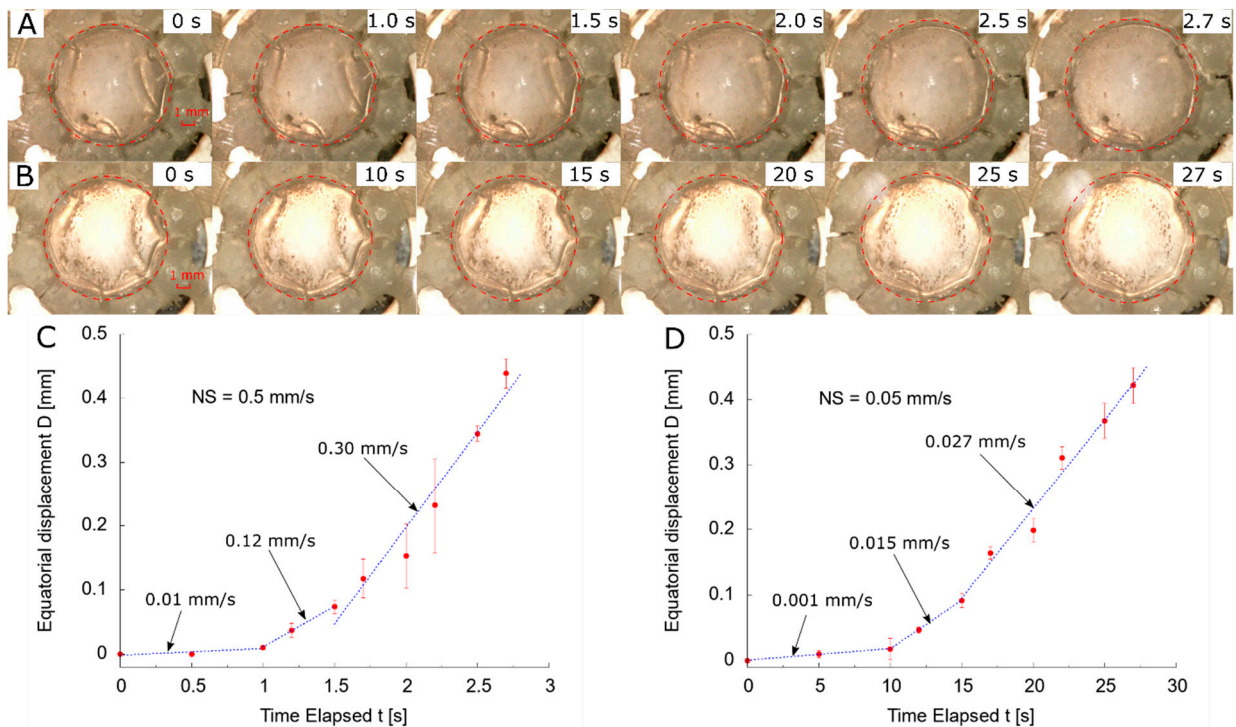 A 0 s 1.0 s 1.5 s 2.0 s 2.5 s 2.7 s
1 mm
B 0 s 10 s 15 s 20 s 25 s 27 s
1 mm
C
NS = 0.5 mm/s
0.30 mm/s
0.12 mm/s
0.01 mm/s
Equatorial displacement D [mm]
0.5
0.4
0.3
0.2
0.1
0
0 0.5 1 1.5 2 2.5 3
Time Elapsed t [s]
D
NS = 0.05 mm/s
0.027 mm/s
0.015 mm/s
0.001 mm/s
Equatorial displacement D [mm]
0.5
0.4
0.3
0.2
0.1
0
0 5 10 15 20 25 30
Time Elapsed t [s]